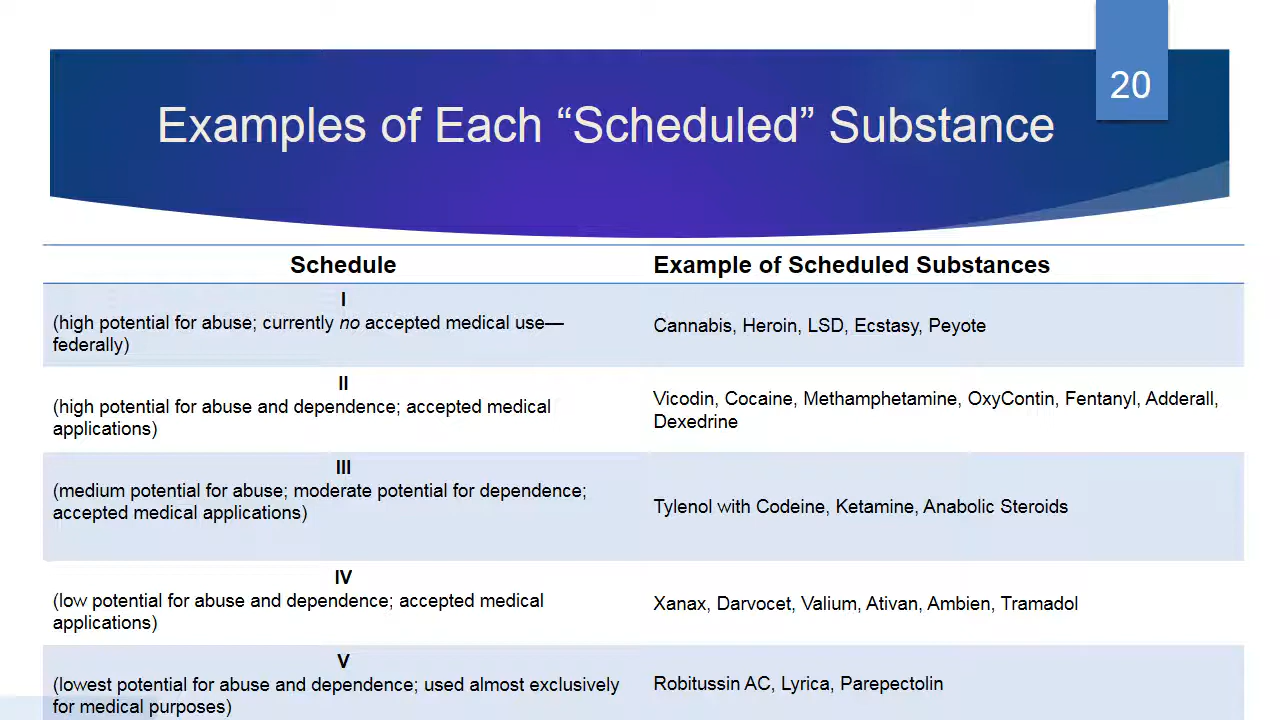 20
Examples of Each “Scheduled” Substance
Schedule
Example of Scheduled Substances
I
(high potential for abuse; currently no accepted medical use—
federally)
Cannabis, Heroin, LSD, Ecstasy, Peyote
II
(high potential for abuse and dependence; accepted medical
applications)
Vicodin, Cocaine, Methamphetamine, OxyContin, Fentanyl, Adderall,
Dexedrine
III
(medium potential for abuse; moderate potential for dependence;
accepted medical applications)
Tylenol with Codeine, Ketamine, Anabolic Steroids
IV
(low potential for abuse and dependence; accepted medical
applications)
Xanax, Darvocet, Valium, Ativan, Ambien, Tramadol
V
(lowest potential for abuse and dependence; used almost exclusively
for medical purposes)
Robitussin AC, Lyrica, Parepectolin